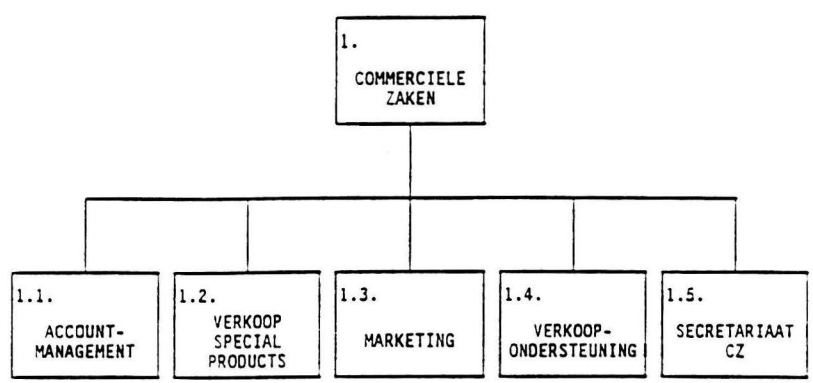 1.
COMMERCIELE
ZAKEN
1.1.
ACCOUNT-
MANAGEMENT
1.2.
VERKOOP
SPECIAL
PRODUCTS
1.3.
MARKETING
1.4.
VERKOOP-
ONDERSTEUNING
1.5.
SECRETARIAAT
CZ